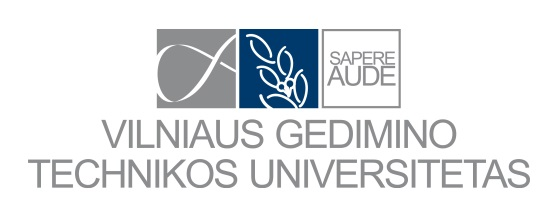 SAPERE
AUDE
VILNIAUS GEDIMINO
TECHNIKOS UNIVERSITETAS